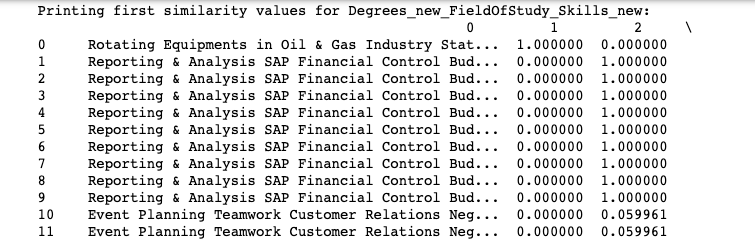 Printing first similarity values for Degrees_new_FieldOfStudy_Skills_new:
0 1 2 \
0 Rotating Equipments in Oil & Gas Industry Stat... 1.000000 0.000000
1 Reporting & Analysis SAP Financial Control Bud... 0.000000 1.000000
2 Reporting & Analysis SAP Financial Control Bud... 0.000000 1.000000
3 Reporting & Analysis SAP Financial Control Bud... 0.000000 1.000000
4 Reporting & Analysis SAP Financial Control Bud... 0.000000 1.000000
5 Reporting & Analysis SAP Financial Control Bud... 0.000000 1.000000
6 Reporting & Analysis SAP Financial Control Bud... 0.000000 1.000000
7 Reporting & Analysis SAP Financial Control Bud... 0.000000 1.000000
8 Reporting & Analysis SAP Financial Control Bud... 0.000000 1.000000
9 Reporting & Analysis SAP Financial Control Bud... 0.000000 1.000000
10 Event Planning Teamwork Customer Relations Neg... 0.000000 0.059961
11 Event Planning Teamwork Customer Relations Neg... 0.000000 0.059961